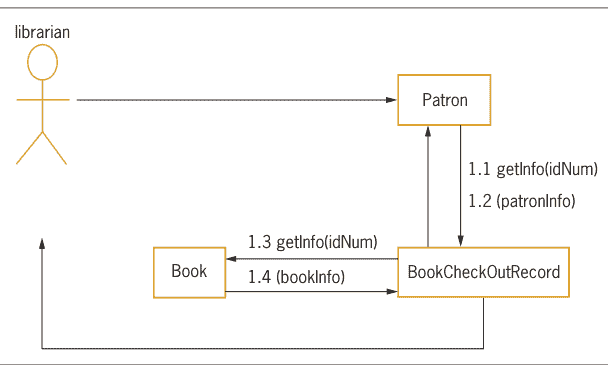 librarian
Patron
1.1 getInfo(idNum)
1.2 (patronInfo)
1.3 getInfo(idNum)
Book
1.4 (bookInfo)
BookCheckOutRecord